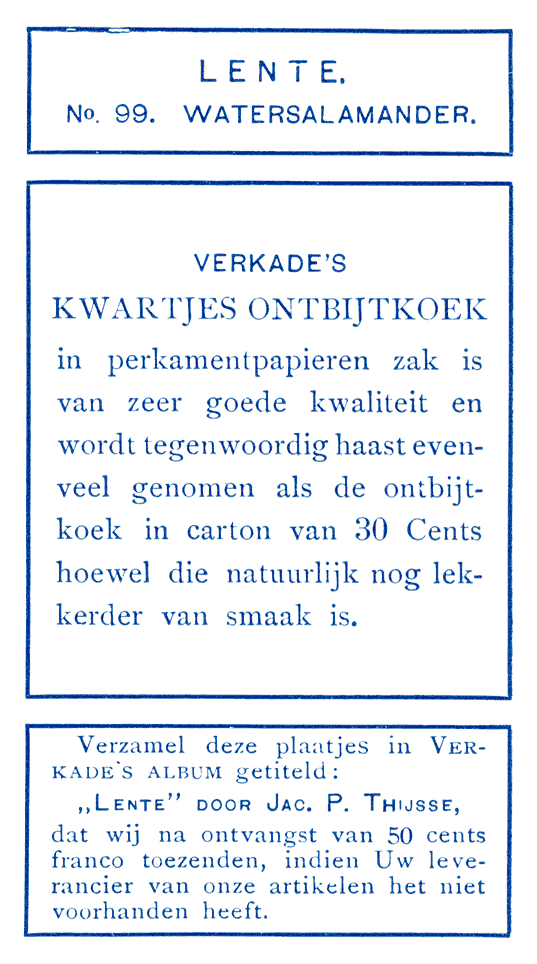 LENTE.
No. 99. WATERSALAMANDER.
VERKADE'S
KWARTJES ONTBIJTKOEK
in perkamentpapieren zak is
van zeer goede kwaliteit en
wordt tegenwoordig haast even-
veel genomen als de ontbijt-
koek in carton van 30 Cents
hoewel die natuurlijk nog lek-
kerder van smaak is.
Verzamel deze plaatjes in VER-
KADE'S ALBUM getiteld:
„LENTE” DOOR JAC. P. THIJSSE,
dat wij na ontvangst van 50 cents
franco toezenden, indien Uw leve-
rancier van onze artikelen het niet
voorhanden heeft.